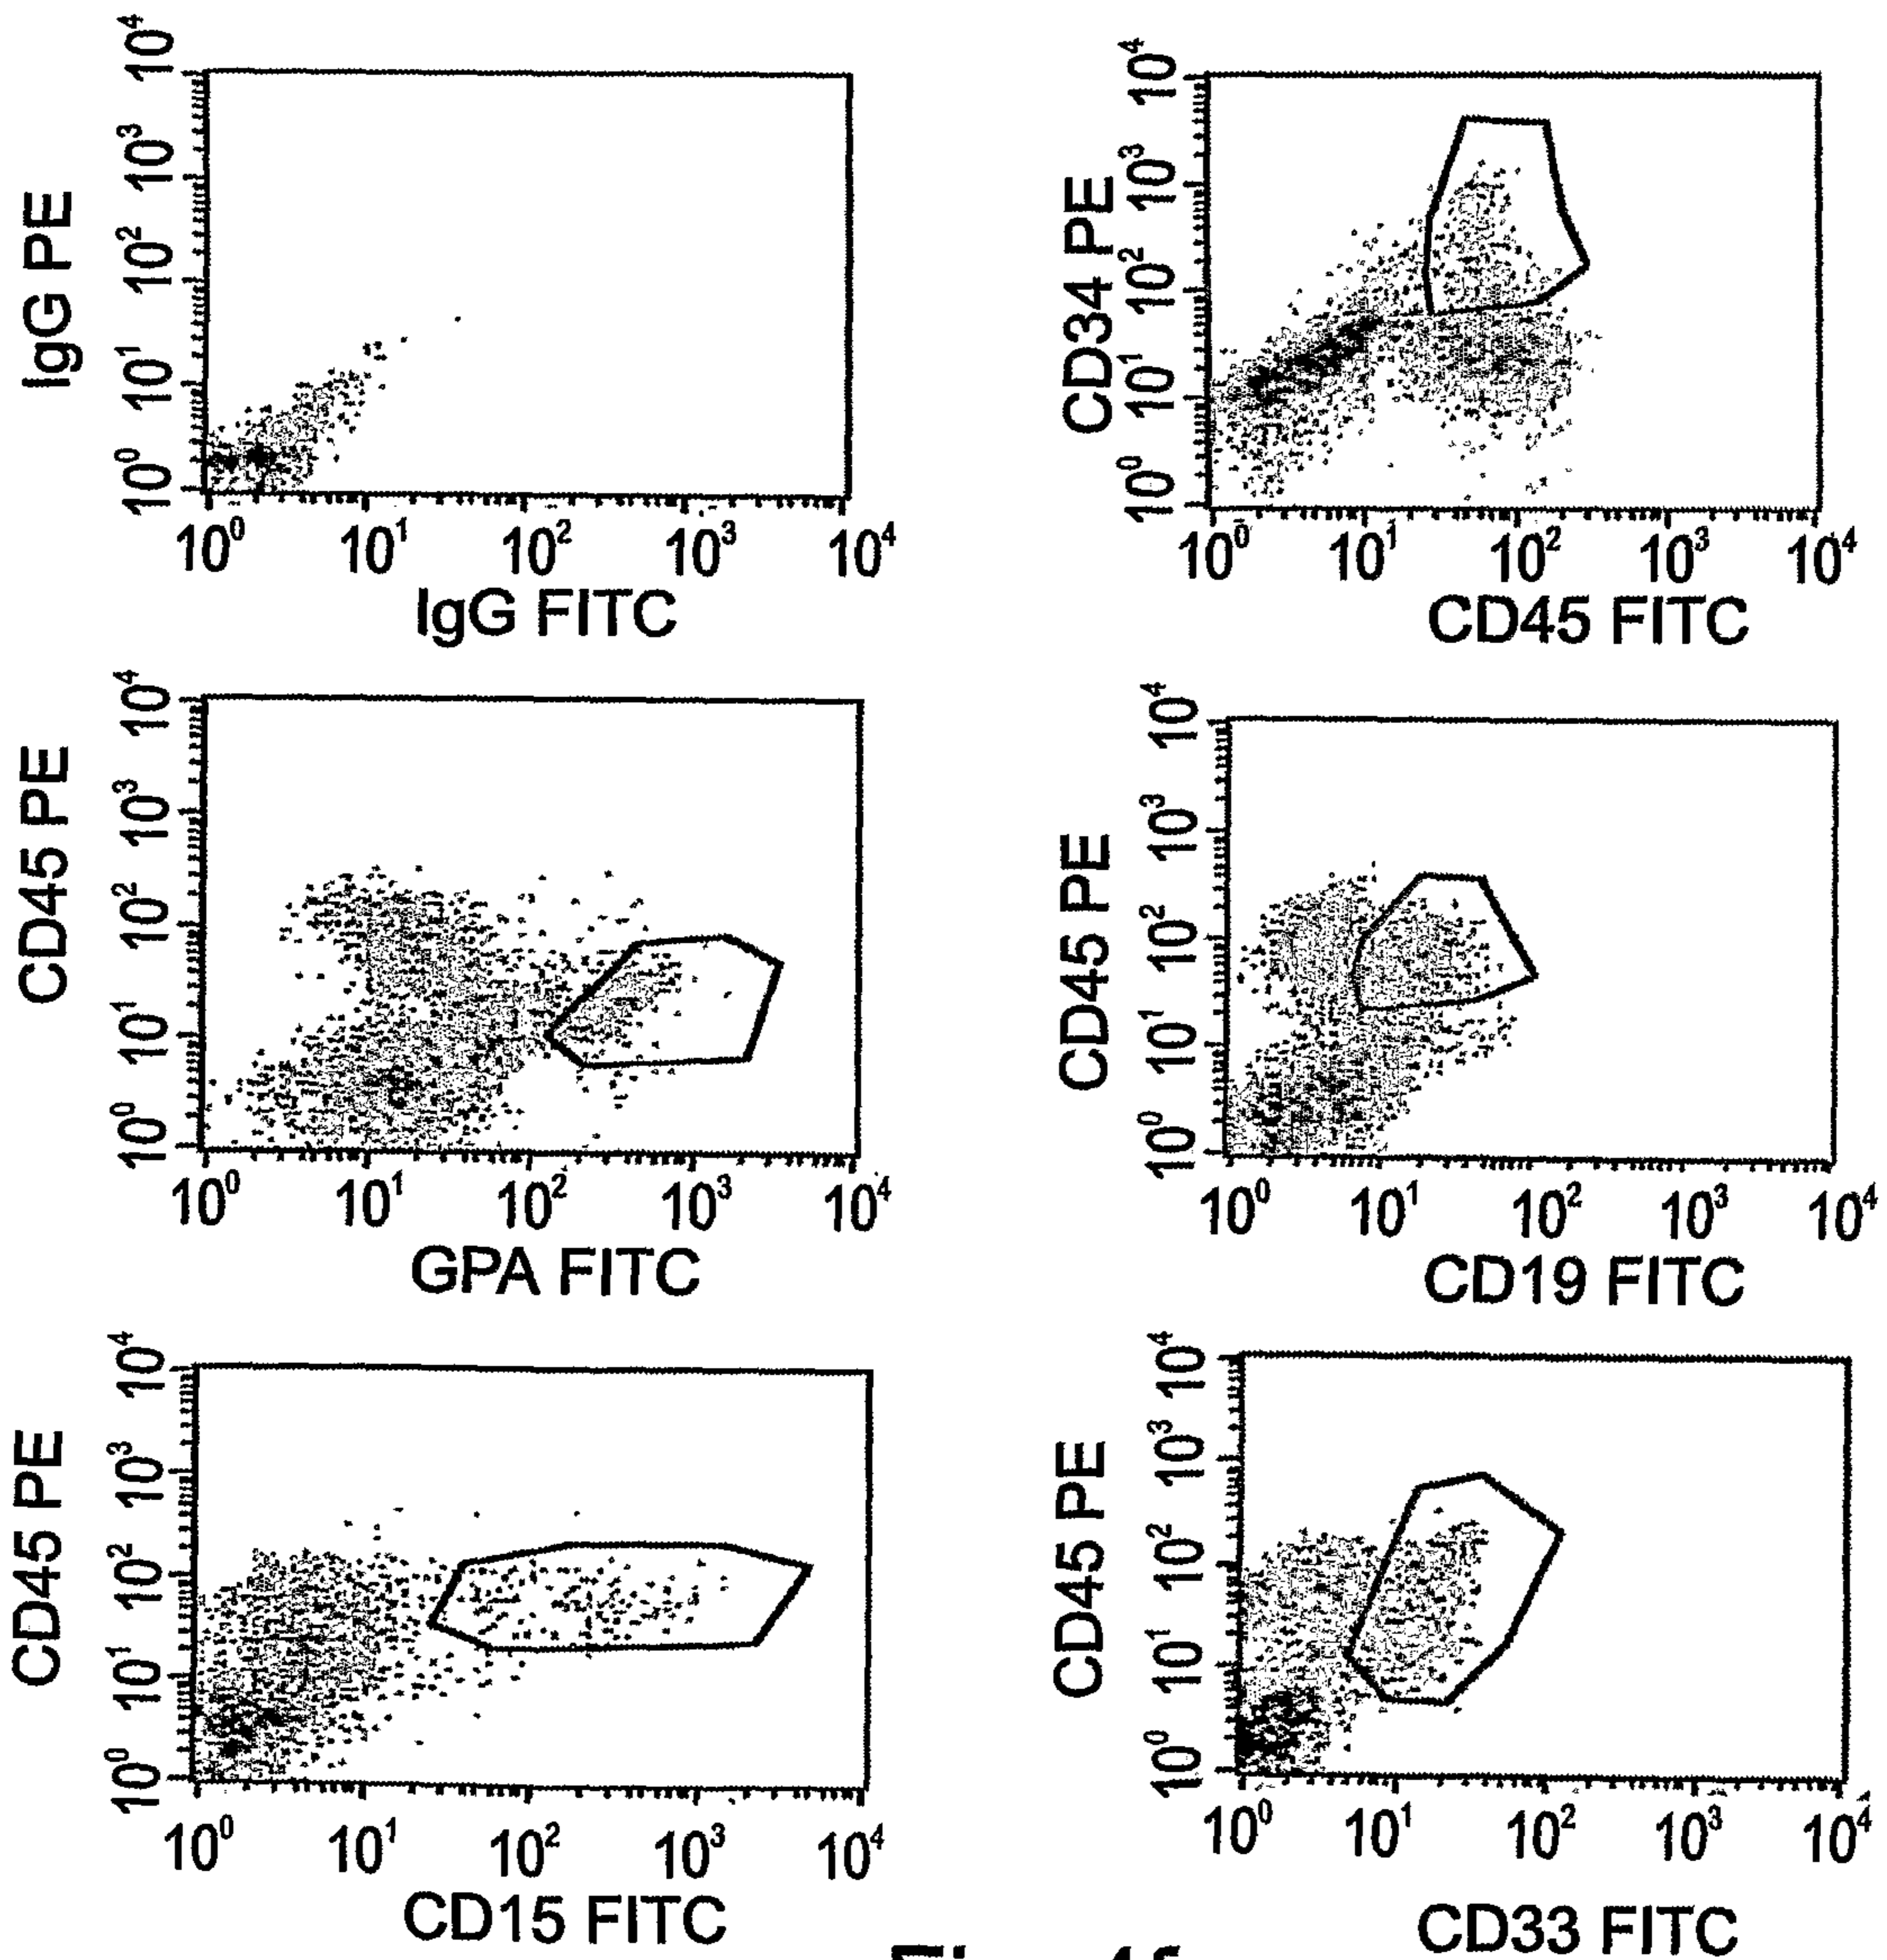 IgG PE
10⁴
10³
10²
10¹
10⁰
10⁰ 10¹ 10² 10³ 10⁴
IgG FITC
CD34 PE
10⁴
10³
10²
10¹
10⁰
10⁰ 10¹ 10² 10³ 10⁴
CD45 FITC
CD45 PE
10⁴
10³
10²
10¹
10⁰
10⁰ 10¹ 10² 10³ 10⁴
GPA FITC
CD45 PE
10⁴
10³
10²
10¹
10⁰
10⁰ 10¹ 10² 10³ 10⁴
CD19 FITC
CD45 PE
10⁴
10³
10²
10¹
10⁰
10⁰ 10¹ 10² 10³ 10⁴
CD15 FITC
CD45 PE
10⁴
10³
10²
10¹
10⁰
10⁰ 10¹ 10² 10³ 10⁴
CD33 FITC